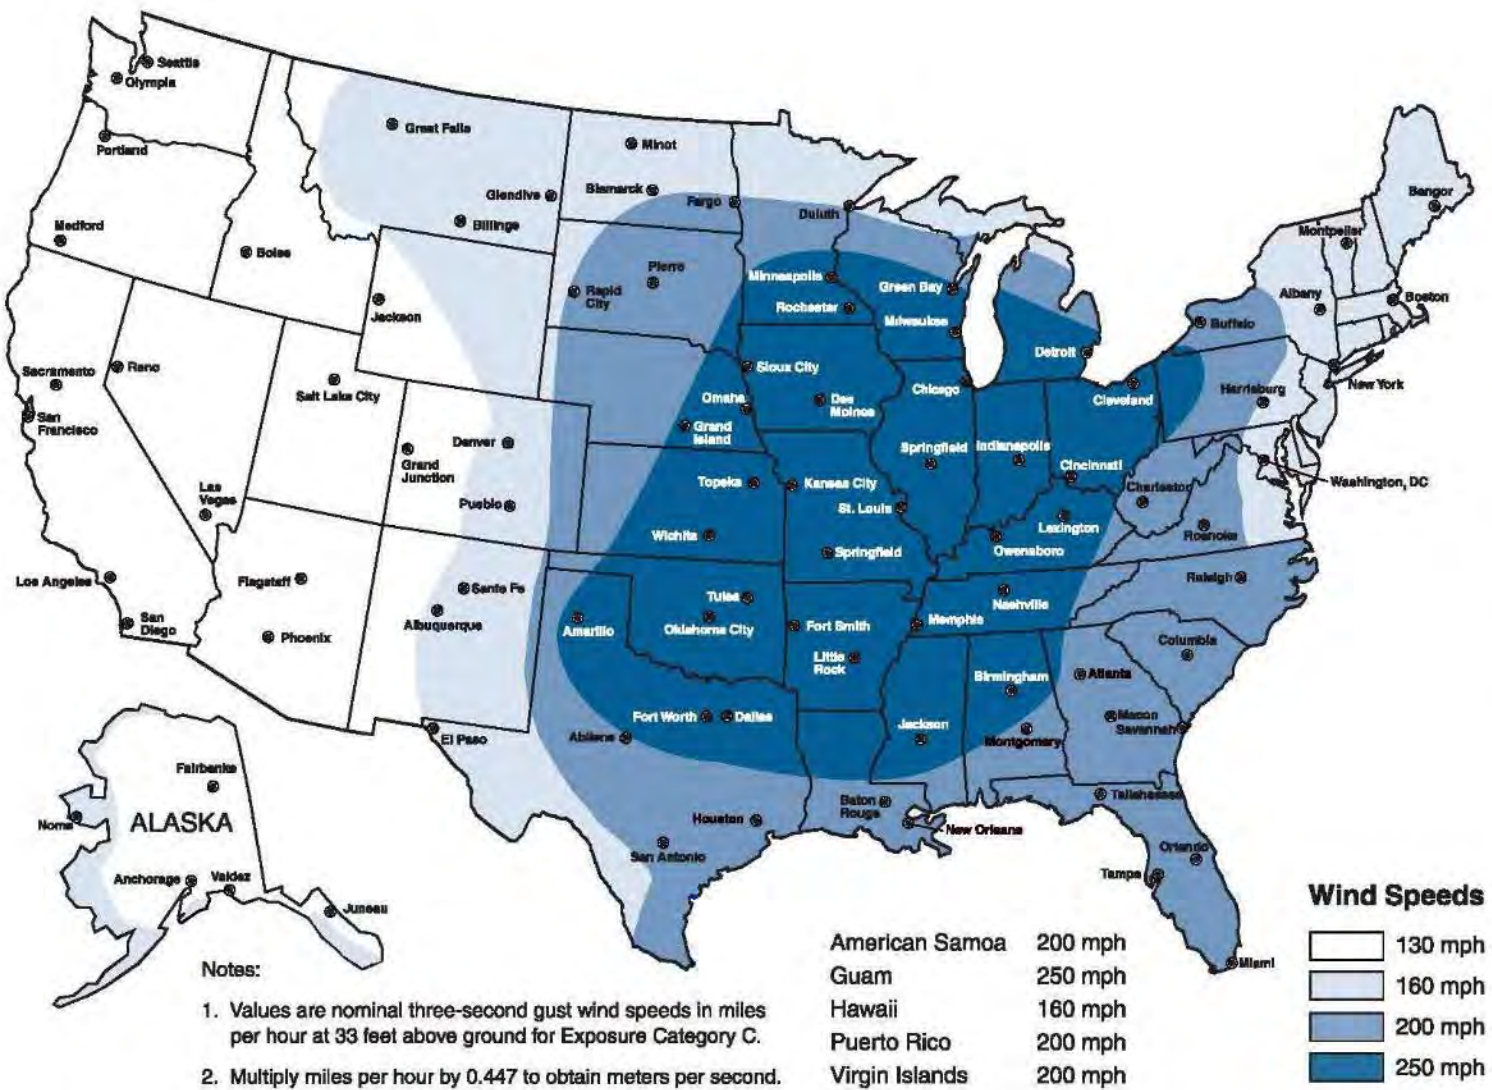 Seattle
Olympia
Portland
Medford
Boise
Great Falls
Glendive
Billings
Minot
Bismarck
Fargo
Duluth
Bangor
Montpelier
Albany
Boston
Buffalo
Pierre
Rapid
City
Jackson
Minneapolis
Rochester
Green Bay
Milwaukee
Detroit
Sacramento
San
Francisco
Reno
Salt Lake City
Sioux City
Omaha
Grand
Island
Des
Moines
Chicago
Cleveland
Harrisburg
New York
Denver
Grand
Junction
Pueblo
Las
Vegas
Topeka
Kansas City
Springfield
Indianapolis
Cincinnati
Charleston
Washington, DC
St. Louis
Lexington
Owensboro
Roanoke
Wichita
Springfield
Los Angeles
San
Diego
Flagstaff
Phoenix
Sante Fe
Albuquerque
Amarillo
Tulsa
Oklahoma City
Fort Smith
Little
Rock
Memphis
Nashville
Raleigh
Columbia
Birmingham
Atlanta
Macon
Savannah
Montgomery
Jackson
Fort Worth
Dallas
Abilene
El Paso
Houston
San Antonio
Baton
Rouge
New Orleans
Tallahassee
Orlando
Tampa
Miami
Fairbanks
Nome
ALASKA
Anchorage
Valdez
Juneau
Notes:
1. Values are nominal three-second gust wind speeds in miles
per hour at 33 feet above ground for Exposure Category C.
2. Multiply miles per hour by 0.447 to obtain meters per second.
American Samoa 200 mph
Guam 250 mph
Hawaii 160 mph
Puerto Rico 200 mph
Virgin Islands 200 mph
Wind Speeds
130 mph
160 mph
200 mph
250 mph